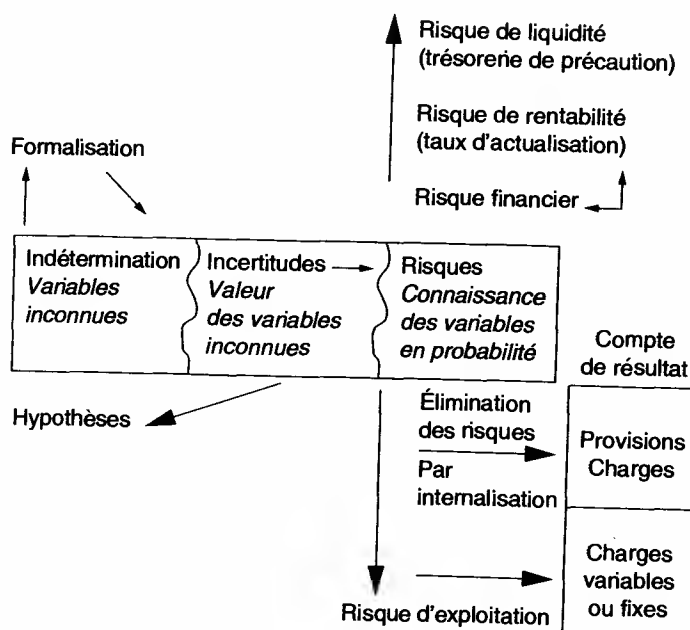 Risque de liquidité
(trésorerie de précaution)
Risque de rentabilité
(taux d'actualisation)
Formalisation
Risque financier
Indétermination
Variables
inconnues
Incertitudes
Valeur
des variables
inconnues
Risques
Connaissance
des variables
en probabilité
Compte
de résultat
Hypothèses
Élimination
des risques
Par
internalisation
Provisions
Charges
Charges
variables
ou fixes
Risque d'exploitation